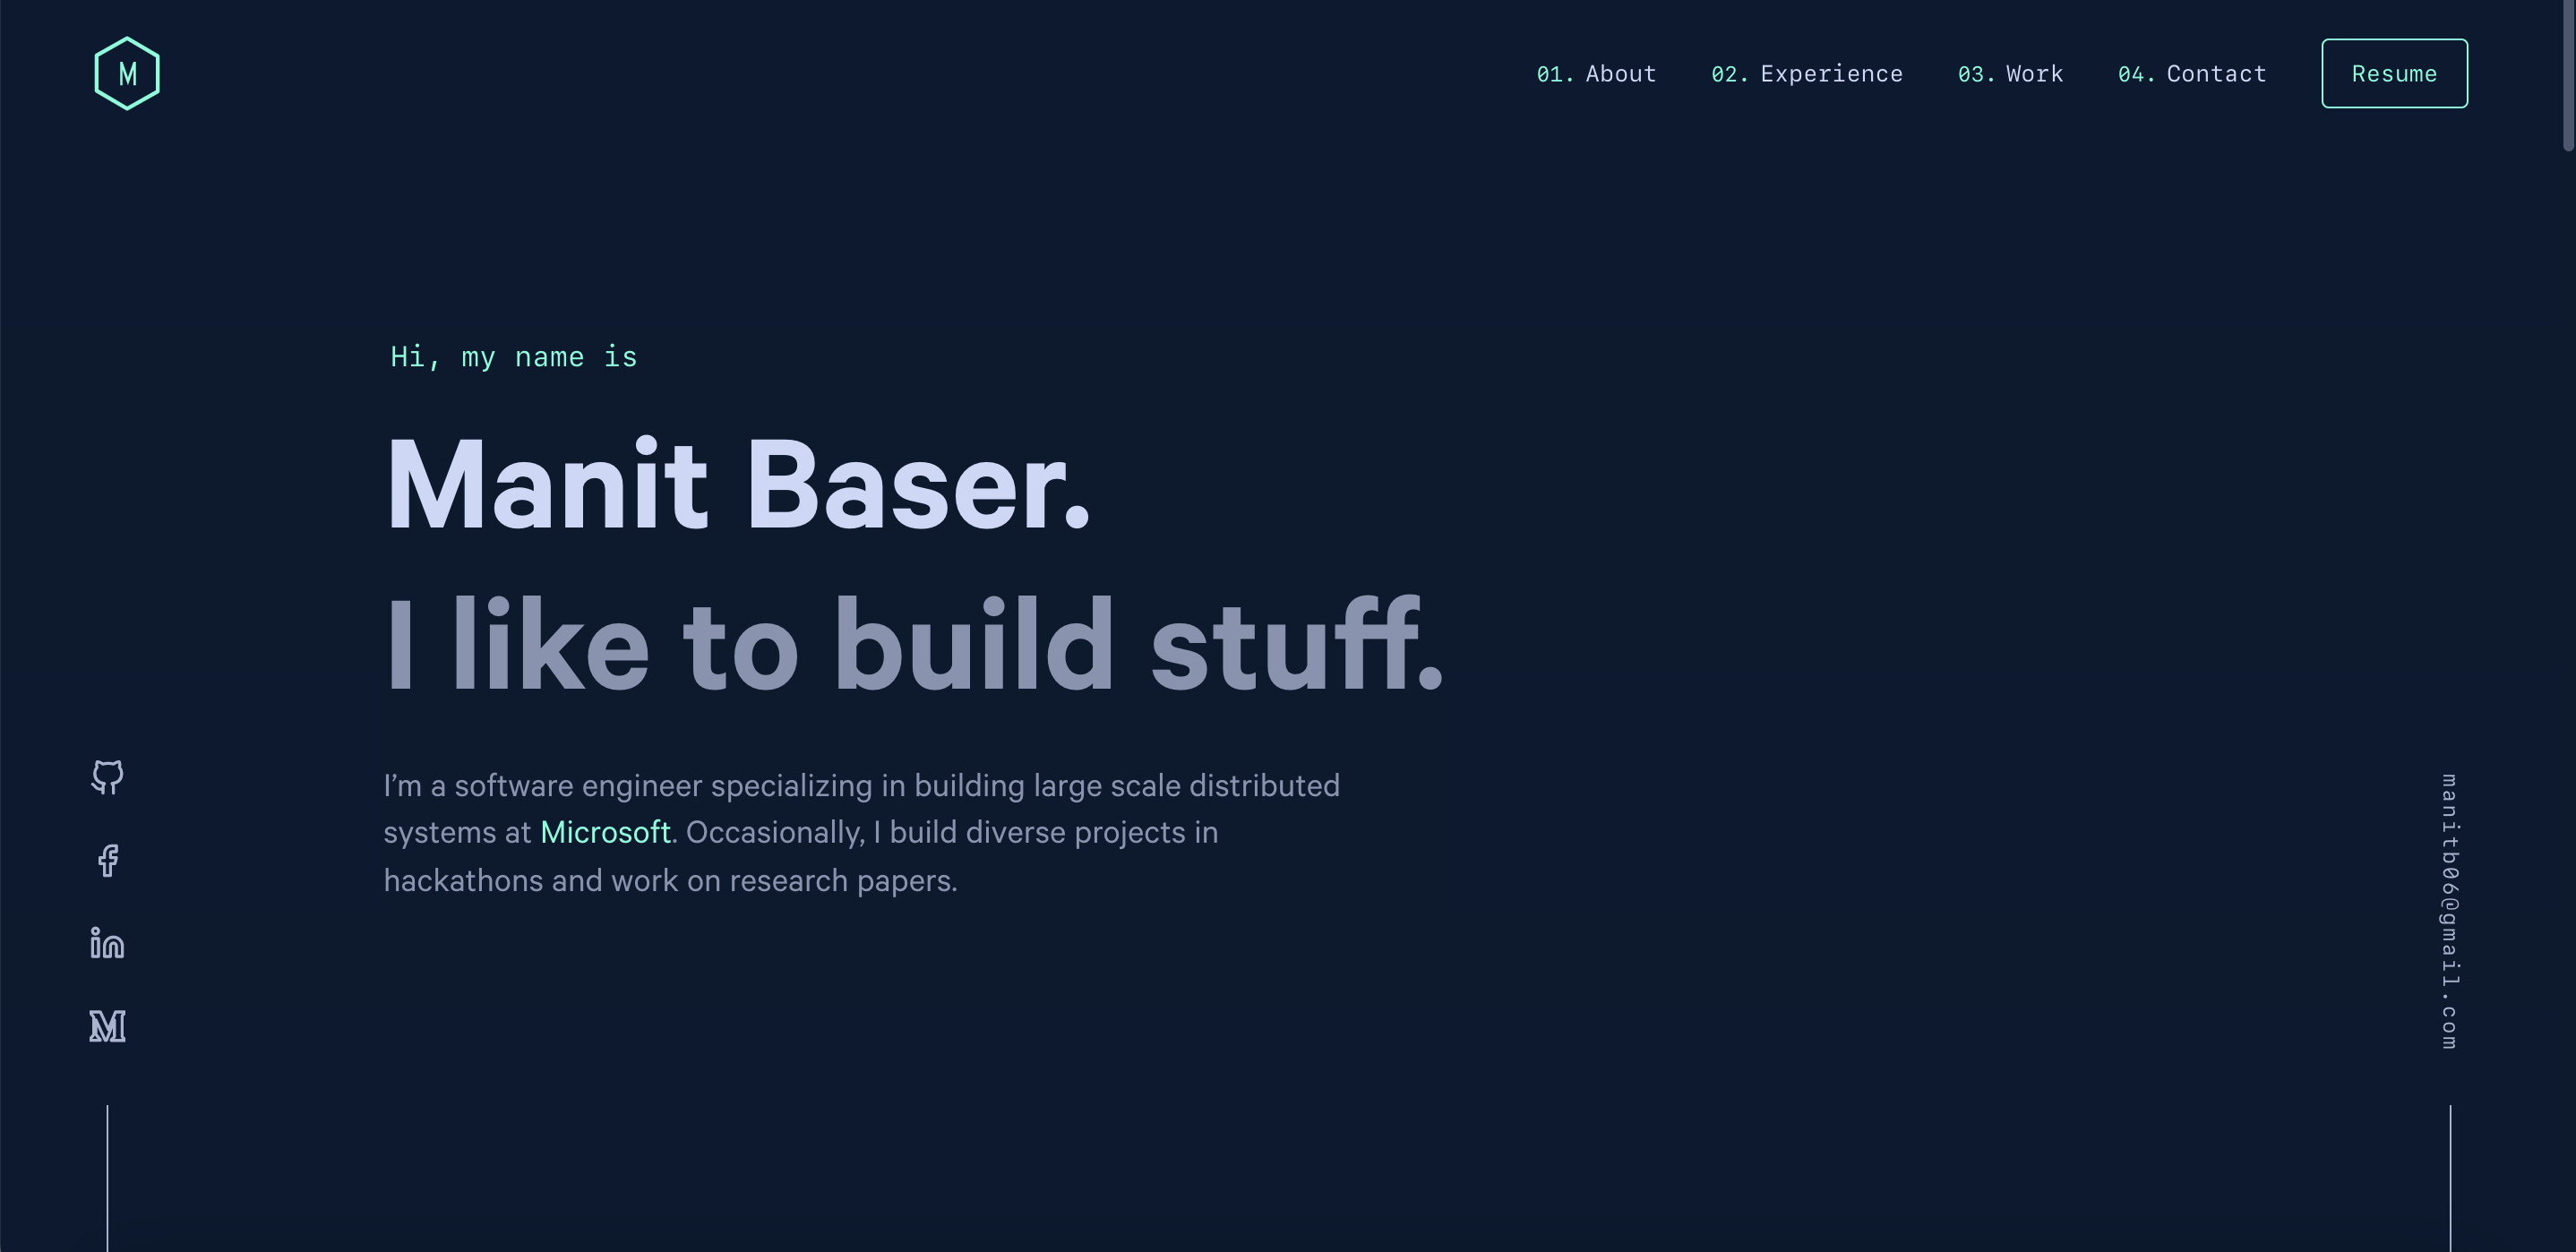 M
01. About 02. Experience 03. Work 04. Contact Resume
Hi, my name is
Manit Baser.
I like to build stuff.
I’m a software engineer specializing in building large scale distributed
systems at Microsoft. Occasionally, I build diverse projects in
hackathons and work on research papers.
manitb06@gmail.com